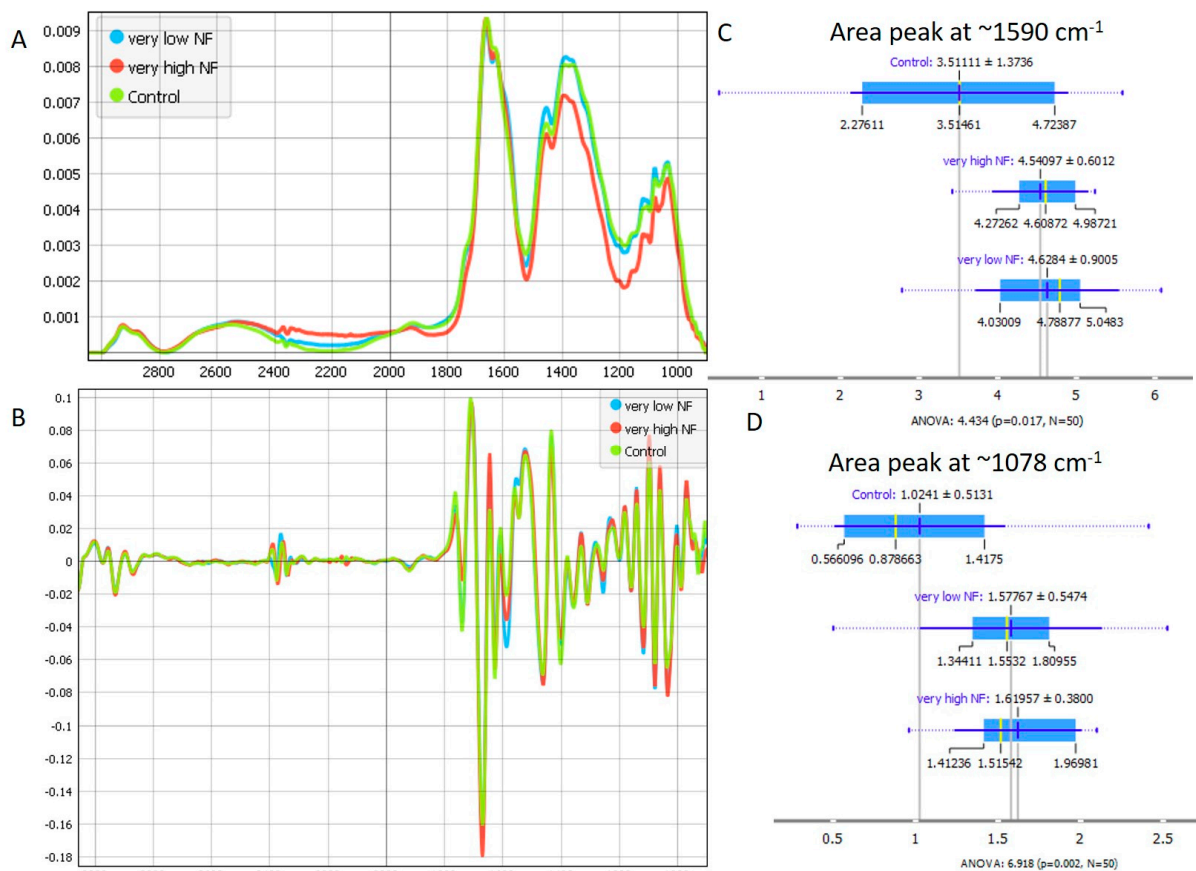 A
0.009
0.008
0.007
0.006
0.005
0.004
0.003
0.002
0.001
very low NF
very high NF
Control
2800 2600 2400 2200 2000 1800 1600 1400 1200 1000
B
0.1
0.08
0.06
0.04
0.02
0
-0.02
-0.04
-0.06
-0.08
-0.1
-0.12
-0.14
-0.16
-0.18
very low NF
very high NF
Control
C
Area peak at ~1590 cm-1
Control: 3.51111 ± 1.3736
2.27611 3.51461 4.72387
very high NF: 4.54097 ± 0.6012
4.27262 4.60872 4.98721
very low NF: 4.6284 ± 0.9005
4.03009 4.78877 5.0483
1 2 3 4 5 6
ANOVA: 4.434 (p=0.017, N=50)
D
Area peak at ~1078 cm-1
Control: 1.0241 ± 0.5131
0.566096 0.878663 1.4175
very low NF: 1.57767 ± 0.5474
1.34411 1.5532 1.80955
very high NF: 1.61957 ± 0.3800
1.41236 1.51542 1.96981
0.5 1 1.5 2 2.5
ANOVA: 6.918 (p=0.002, N=50)